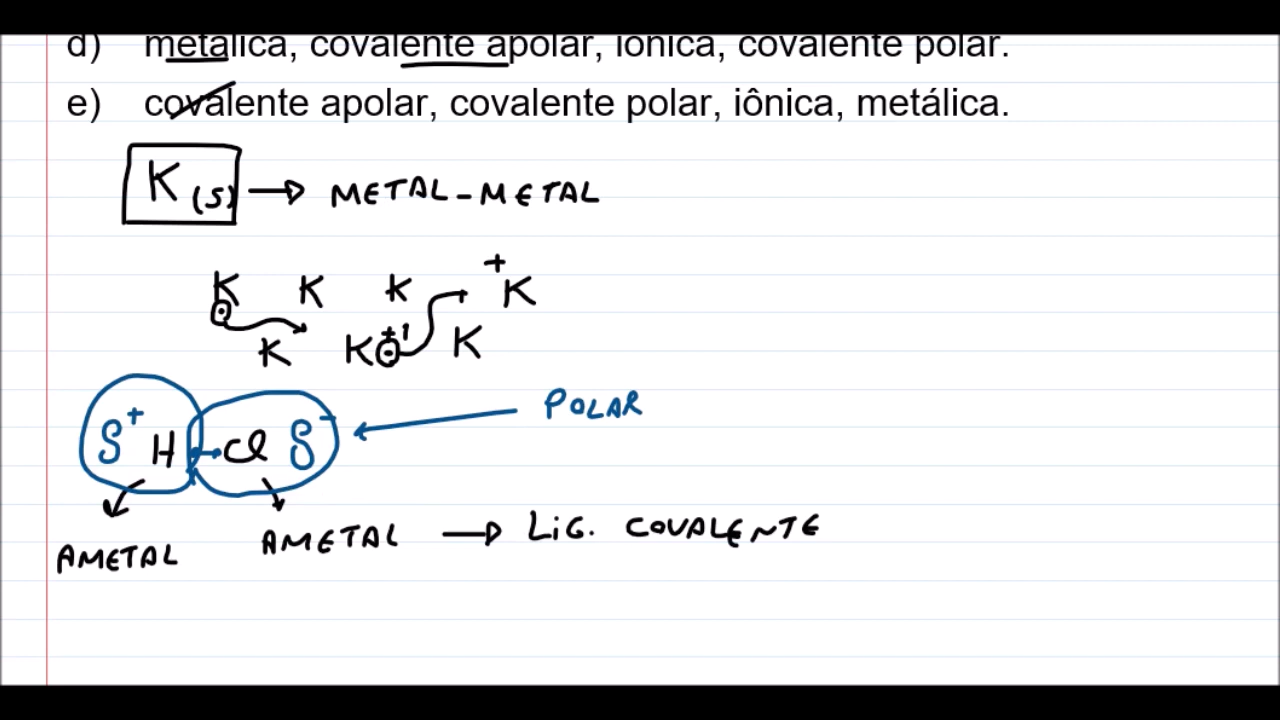 d) metálica, covalente apolar, iônica, covalente polar.
e) covalente apolar, covalente polar, iônica, metálica.
K (s) → METAL-METAL
K K K + K
K K +1 K
δ+ H Cl δ- ← POLAR
AMETAL AMETAL → LIG. COVALENTE